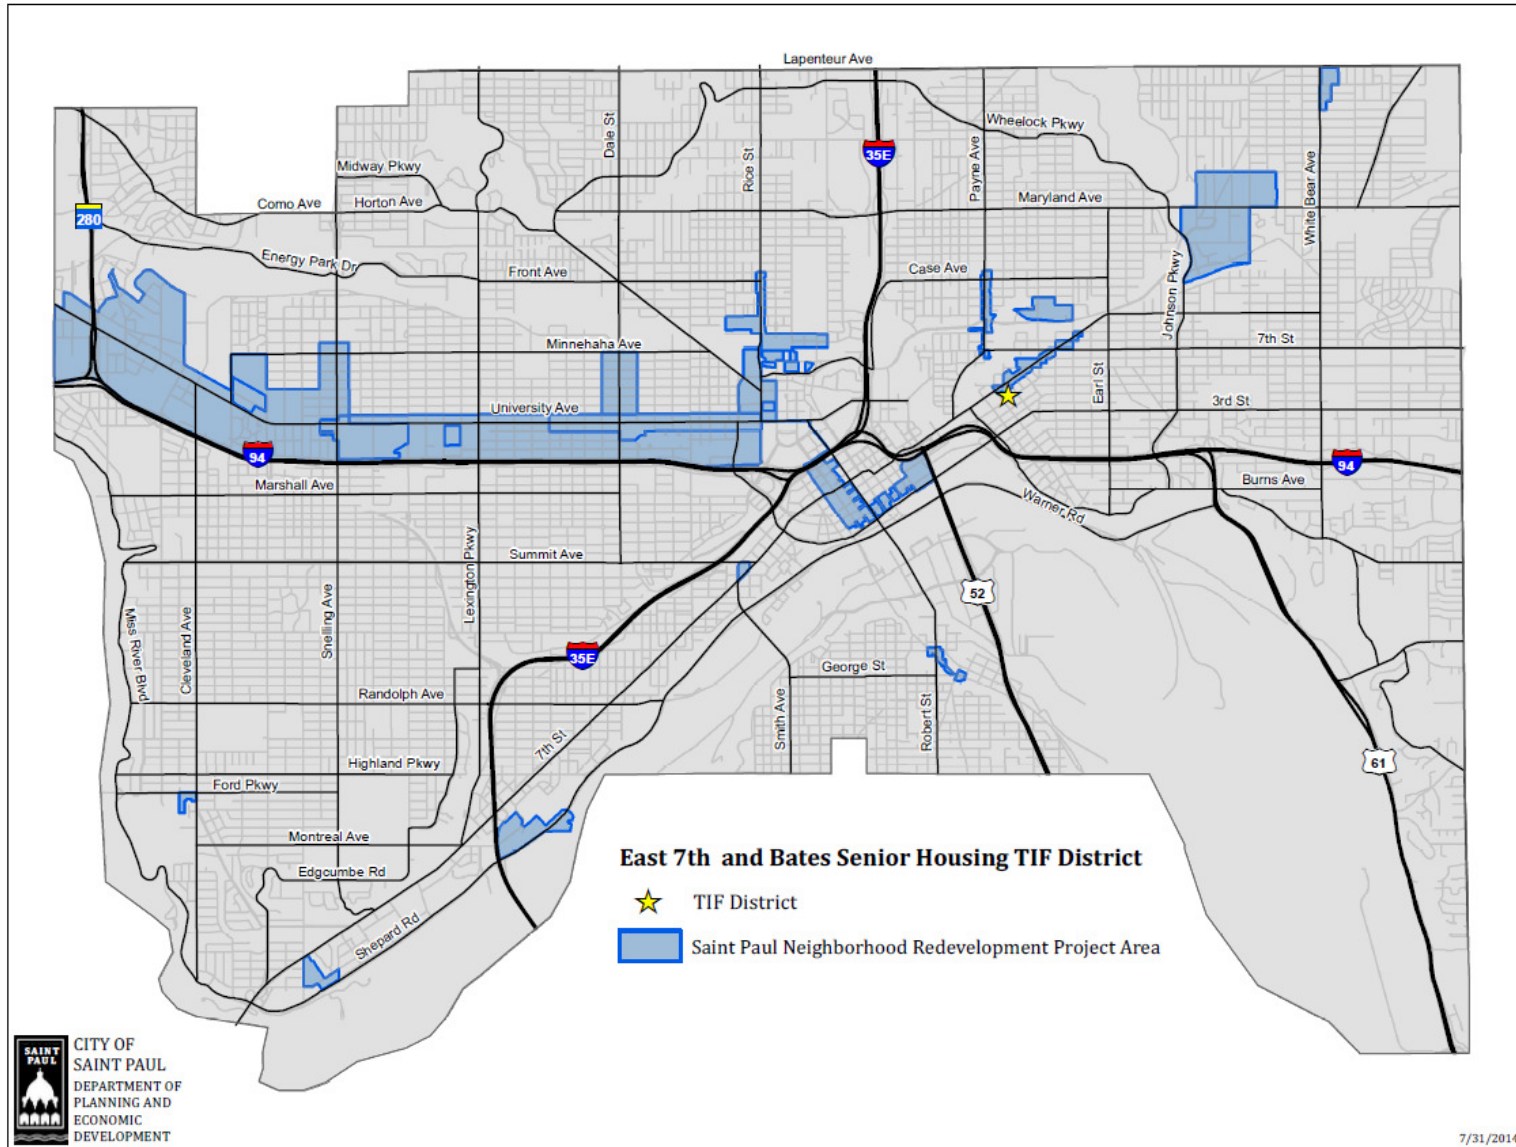 Lapenteur Ave
Wheelock Pkwy
Dale St
Rice St
35E
Payne Ave
White Bear Ave
Midway Pkwy
Como Ave
Horton Ave
Maryland Ave
280
Energy Park Dr
Front Ave
Case Ave
Johnson Pkwy
Minnehaha Ave
7th St
Earl St
University Ave
3rd St
94
94
Marshall Ave
Burns Ave
Warner Rd
Summit Ave
Lexington Pkwy
Snelling Ave
52
Miss River Blvd
Cleveland Ave
35E
George St
Randolph Ave
Smith Ave
Robert St
7th St
Highland Pkwy
61
Ford Pkwy
Montreal Ave
Edgcumbe Rd
Shepard Rd
East 7th and Bates Senior Housing TIF District
TIF District
Saint Paul Neighborhood Redevelopment Project Area
SAINT
PAUL
CITY OF
SAINT PAUL
DEPARTMENT OF
PLANNING AND
ECONOMIC
DEVELOPMENT
7/31/2014